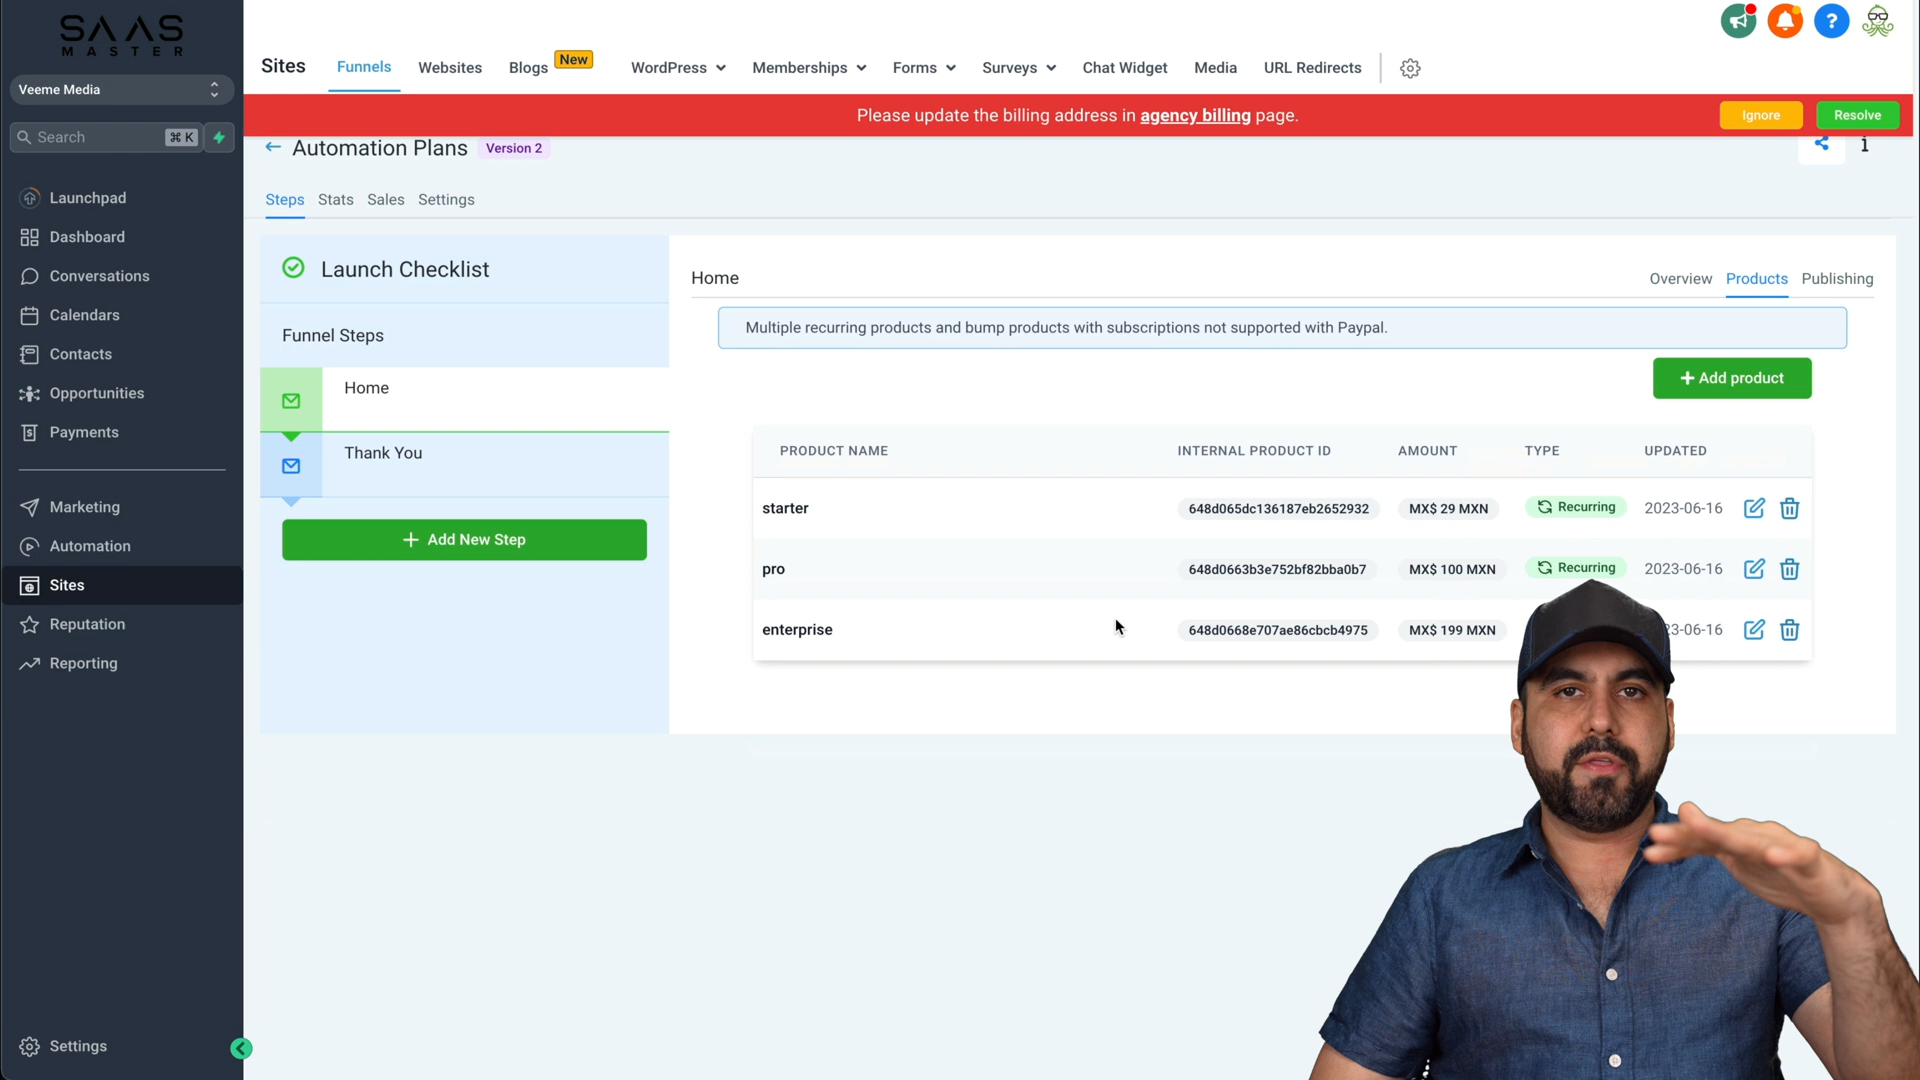 SAAS
MASTER
Veeme Media
Search
⌘ K
Launchpad
Dashboard
Conversations
Calendars
Contacts
Opportunities
Payments
Marketing
Automation
Sites
Reputation
Reporting
Settings
Sites Funnels Websites Blogs New WordPress Memberships Forms Surveys Chat Widget Media URL Redirects
Please update the billing address in agency billing page. Ignore Resolve
Automation Plans Version 2
Steps Stats Sales Settings
Launch Checklist
Funnel Steps
Home
Thank You
+ Add New Step
Home Overview Products Publishing
Multiple recurring products and bump products with subscriptions not supported with Paypal.
+ Add product
PRODUCT NAME INTERNAL PRODUCT ID AMOUNT TYPE UPDATED
starter 648d065dc136187eb2652932 MX$ 29 MXN Recurring 2023-06-16
pro 648d0663b3e752bf82bba0b7 MX$ 100 MXN Recurring 2023-06-16
enterprise 648d0668e707ae86cbcb4975 MX$ 199 MXN 23-06-16